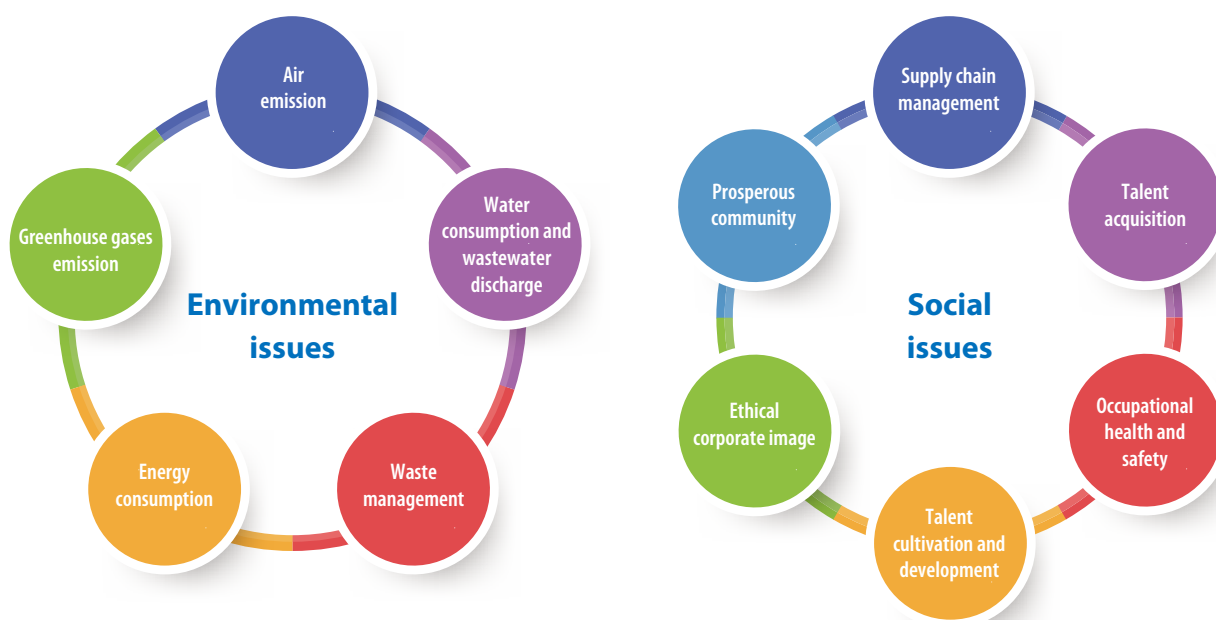 Air
emission
Water
consumption and
wastewater
discharge
Waste
management
Energy
consumption
Greenhouse gases
emission
Environmental
issues
Supply chain
management
Talent
acquisition
Occupational
health and
safety
Talent
cultivation and
development
Ethical
corporate image
Prosperous
community
Social
issues